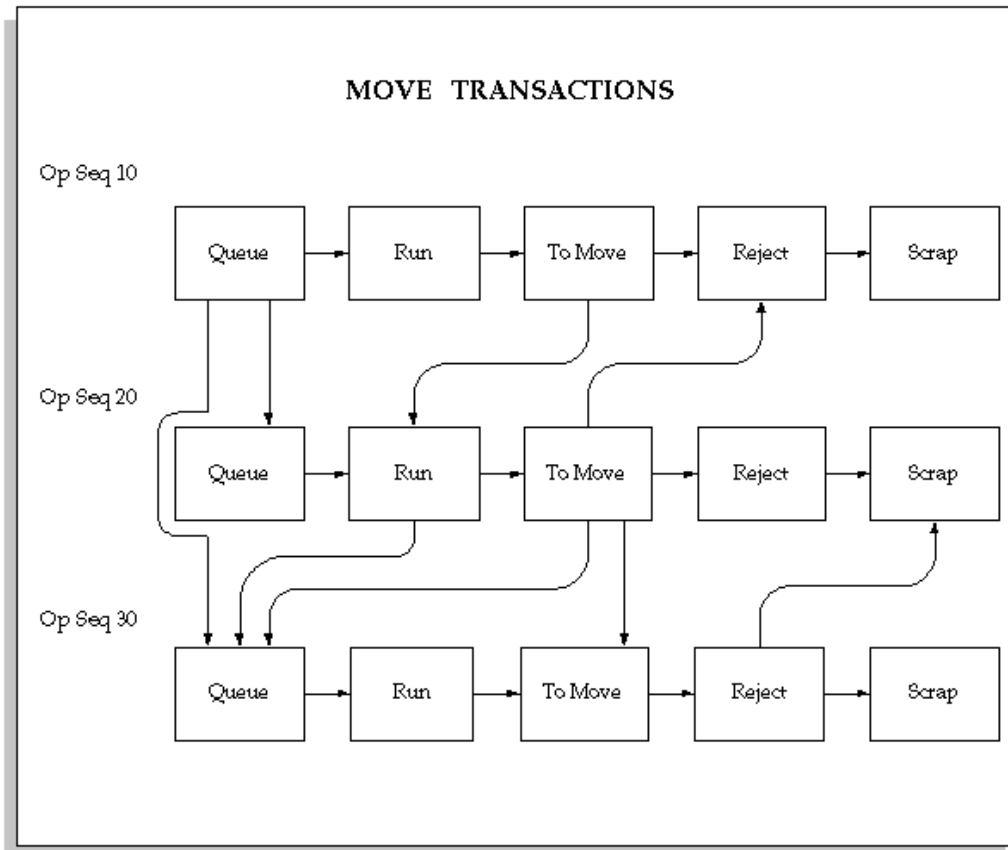 MOVE TRANSACTIONS
Op Seq 10
Queue
Run
To Move
Reject
Scrap
Op Seq 20
Queue
Run
To Move
Reject
Scrap
Op Seq 30
Queue
Run
To Move
Reject
Scrap